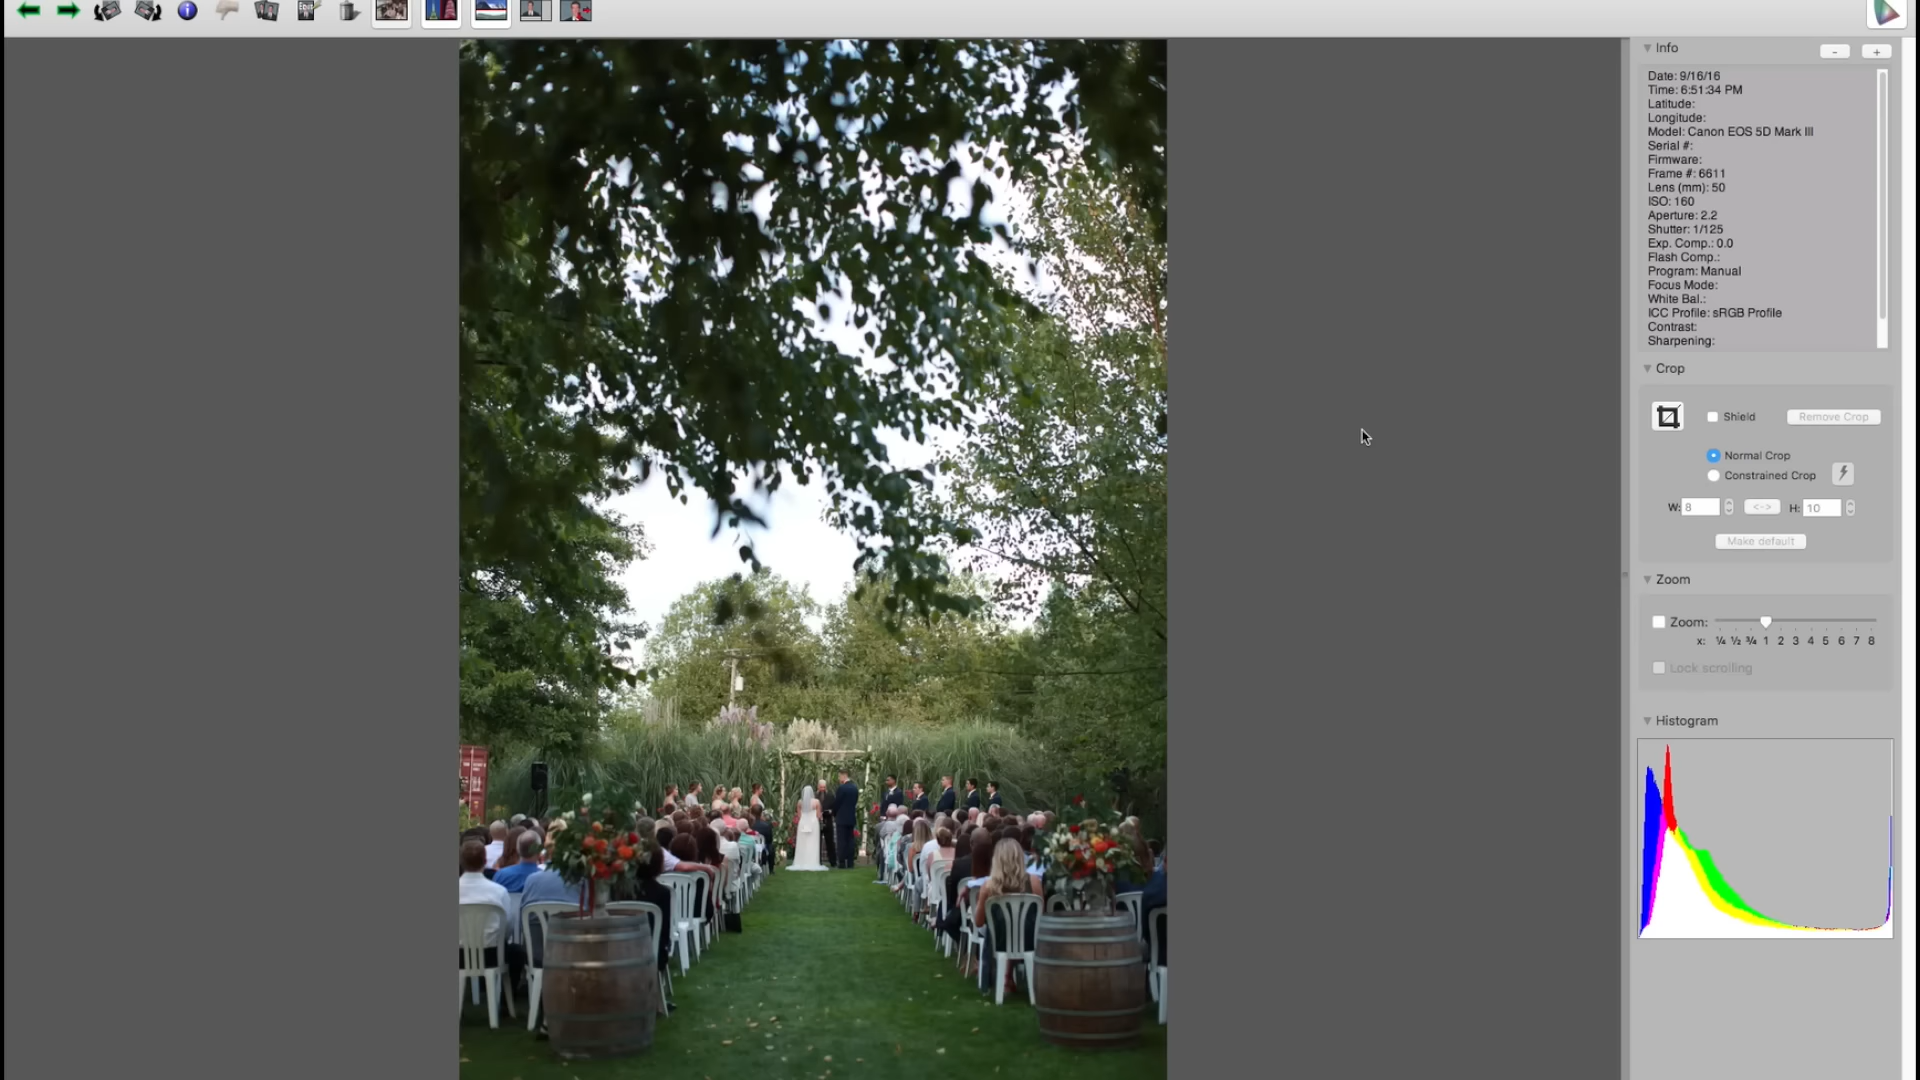 Edit
Info
- +
Date: 9/16/16
Time: 6:51:34 PM
Latitude:
Longitude:
Model: Canon EOS 5D Mark III
Serial #:
Firmware:
Frame #: 6611
Lens (mm): 50
ISO: 160
Aperture: 2.2
Shutter: 1/125
Exp. Comp.: 0.0
Flash Comp.:
Program: Manual
Focus Mode:
White Bal.:
ICC Profile: sRGB Profile
Contrast:
Sharpening:
Crop
Shield Remove Crop
Normal Crop
Constrained Crop
W: 8 <-> H: 10
Make default
Zoom
Zoom:
x: ¼ ½ ¾ 1 2 3 4 5 6 7 8
Lock scrolling
Histogram